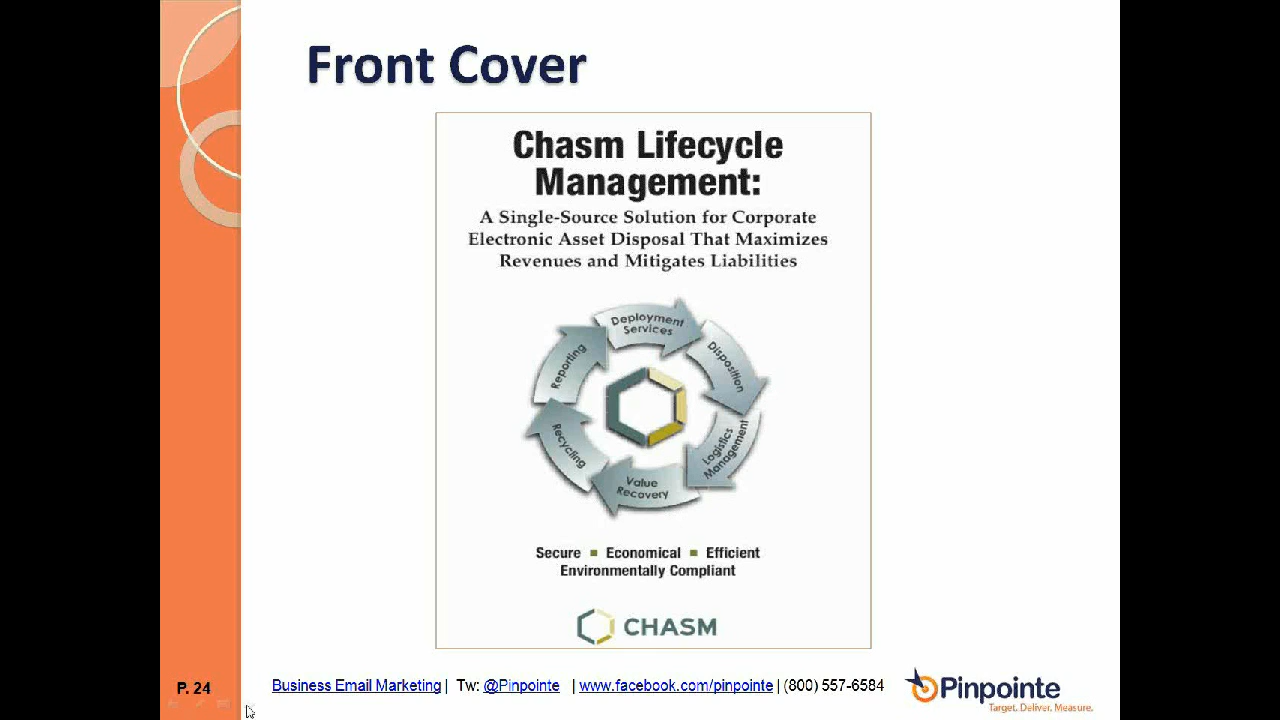 Front Cover
Chasm Lifecycle
Management:
A Single-Source Solution for Corporate
Electronic Asset Disposal That Maximizes
Revenues and Mitigates Liabilities
Deployment
Services
Disposition
Logistics
Management
Value
Recovery
Recycling
Reporting
Secure ▪ Economical ▪ Efficient
Environmentally Compliant
CHASM
P. 24
Business Email Marketing | Tw: @Pinpointe | www.facebook.com/pinpointe | (800) 557-6584
Pinpointe
Target. Deliver. Measure.